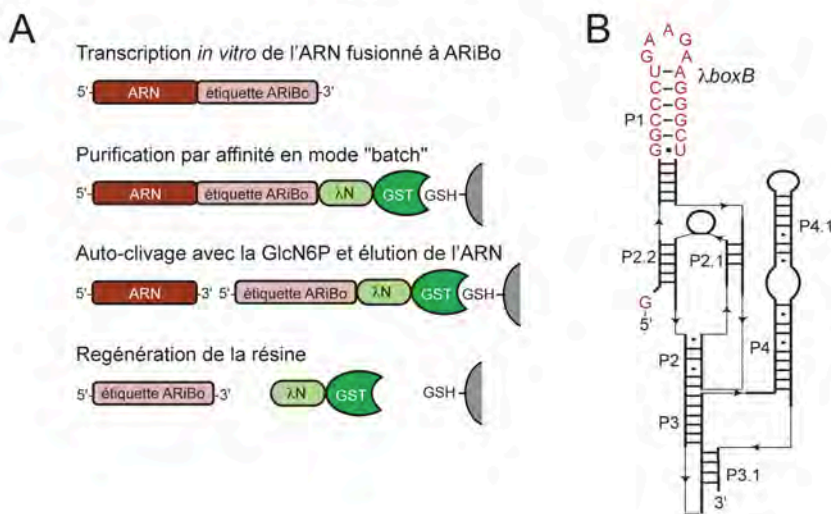 A
Transcription in vitro de l'ARN fusionné à ARiBo
5'- ARN étiquette ARiBo -3'
Purification par affinité en mode "batch"
5'- ARN étiquette ARiBo λN GST GSH
Auto-clivage avec la GlcN6P et élution de l'ARN
5'- ARN -3' 5'- étiquette ARiBo λN GST GSH
Regénération de la résine
5'- étiquette ARiBo -3' λN GST GSH
B
A
A G
G A
U A
C G
C G
C G
G C
G U
λboxB
P1
P4.1
P2.2
P2.1
G
5'
P2
P4
P3
P3.1
3'